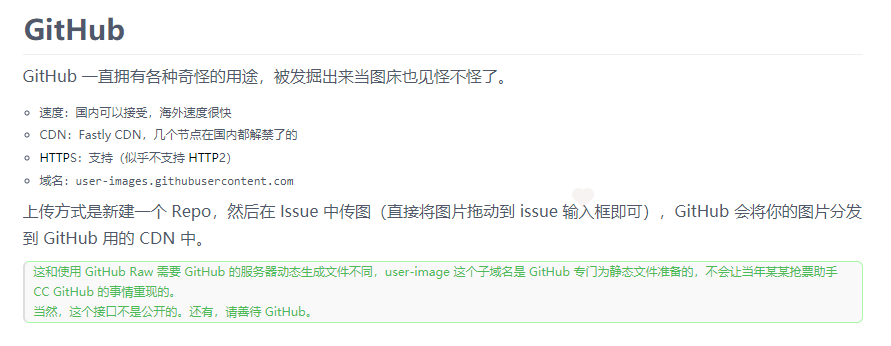 GitHub
GitHub 一直拥有各种奇怪的用途，被发掘出来当图床也见怪不怪了。
速度：国内可以接受，海外速度很快
CDN：Fastly CDN，几个节点在国内都解禁了的
HTTPS：支持（似乎不支持 HTTP2）
域名：user-images.githubusercontent.com
上传方式是新建一个 Repo，然后在 Issue 中传图（直接将图片拖动到 issue 输入框即可），GitHub 会将你的图片分发
到 GitHub 用的 CDN 中。
这和使用 GitHub Raw 需要 GitHub 的服务器动态生成文件不同，user-image 这个子域名是 GitHub 专门为静态文件准备的，不会让当年某某抢票助手
CC GitHub 的事情重现的。
当然，这个接口不是公开的。还有，请善待 GitHub。